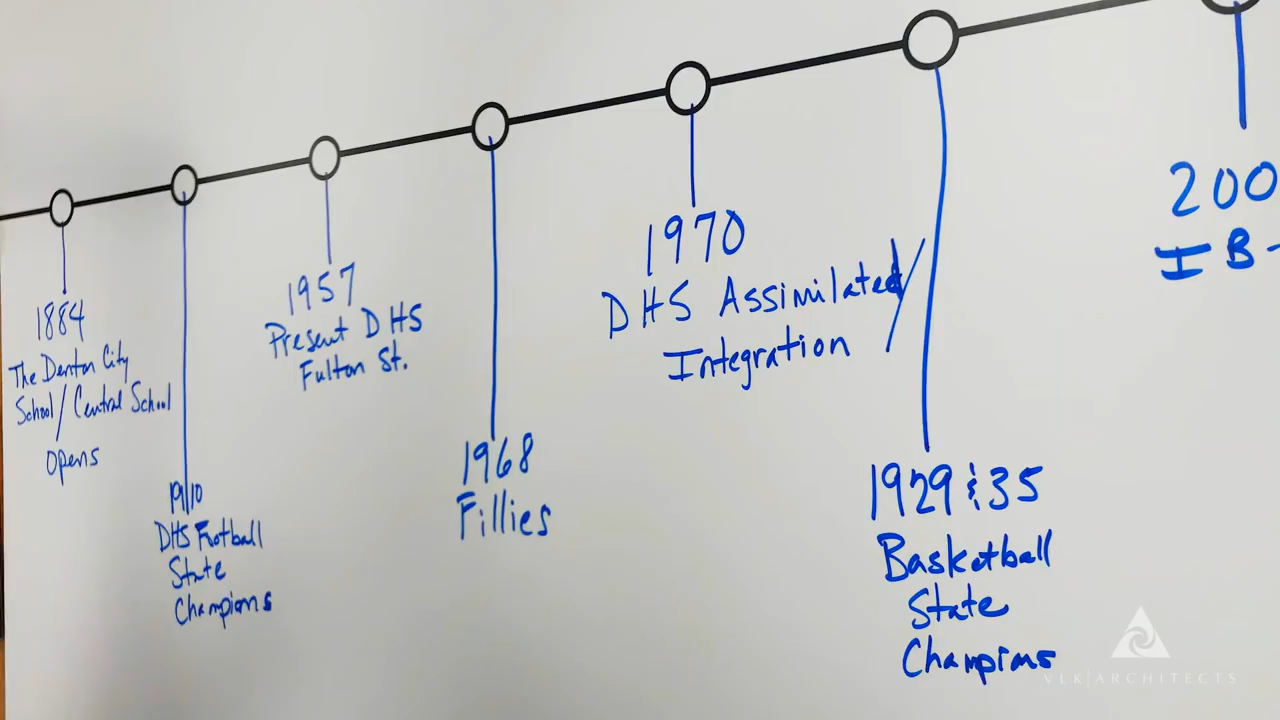 1884
The Denton City
School/Central School
Opens
1910
DHS Football
State
Champions
1957
Present DHS
Fulton St.
1968
Fillies
1970
DHS Assimilated/
Integration
1929 & 35
Basketball
State
Champions
200
IB-
VLK|ARCHITECTS